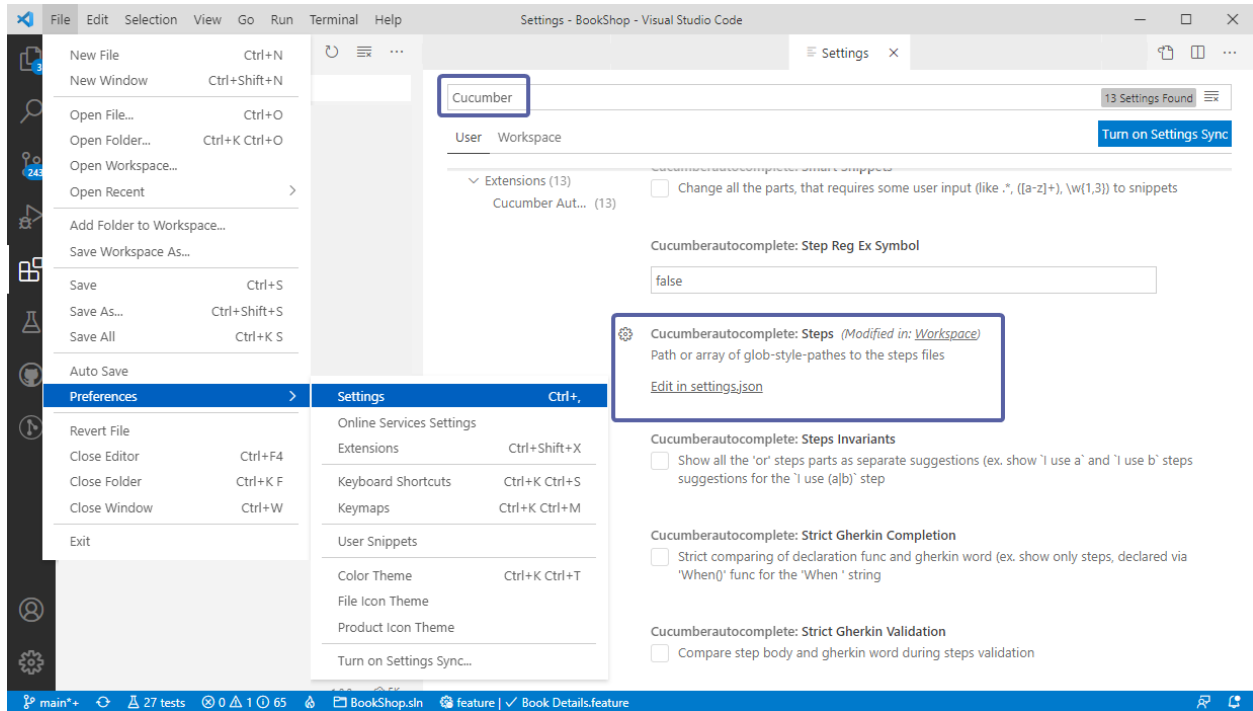 File Edit Selection View Go Run Terminal Help
Settings - BookShop - Visual Studio Code
New File Ctrl+N
New Window Ctrl+Shift+N
Open File... Ctrl+O
Open Folder... Ctrl+K Ctrl+O
Open Workspace...
Open Recent
Add Folder to Workspace...
Save Workspace As...
Save Ctrl+S
Save As... Ctrl+Shift+S
Save All Ctrl+K S
Auto Save
Preferences
Revert File
Close Editor Ctrl+F4
Close Folder Ctrl+K F
Close Window Ctrl+W
Exit
Settings Ctrl+,
Online Services Settings
Extensions Ctrl+Shift+X
Keyboard Shortcuts Ctrl+K Ctrl+S
Keymaps Ctrl+K Ctrl+M
User Snippets
Color Theme Ctrl+K Ctrl+T
File Icon Theme
Product Icon Theme
Turn on Settings Sync...
3
243
Settings
Cucumber
13 Settings Found
User Workspace
Turn on Settings Sync
Extensions (13)
Cucumber Aut... (13)
Cucumberautocomplete: Smart Snippets
Change all the parts, that requires some user input (like .*, ([a-z]+), \w{1,3}) to snippets
Cucumberautocomplete: Step Reg Ex Symbol
false
Cucumberautocomplete: Steps (Modified in: Workspace)
Path or array of glob-style-pathes to the steps files
Edit in settings.json
Cucumberautocomplete: Steps Invariants
Show all the 'or' steps parts as separate suggestions (ex. show `I use a` and `I use b` steps
suggestions for the `I use (a|b)` step
Cucumberautocomplete: Strict Gherkin Completion
Strict comparing of declaration func and gherkin word (ex. show only steps, declared via
'When()' func for the 'When ' string
Cucumberautocomplete: Strict Gherkin Validation
Compare step body and gherkin word during steps validation
main*+ 27 tests 0 1 65 BookShop.sln feature | ✓ Book Details.feature